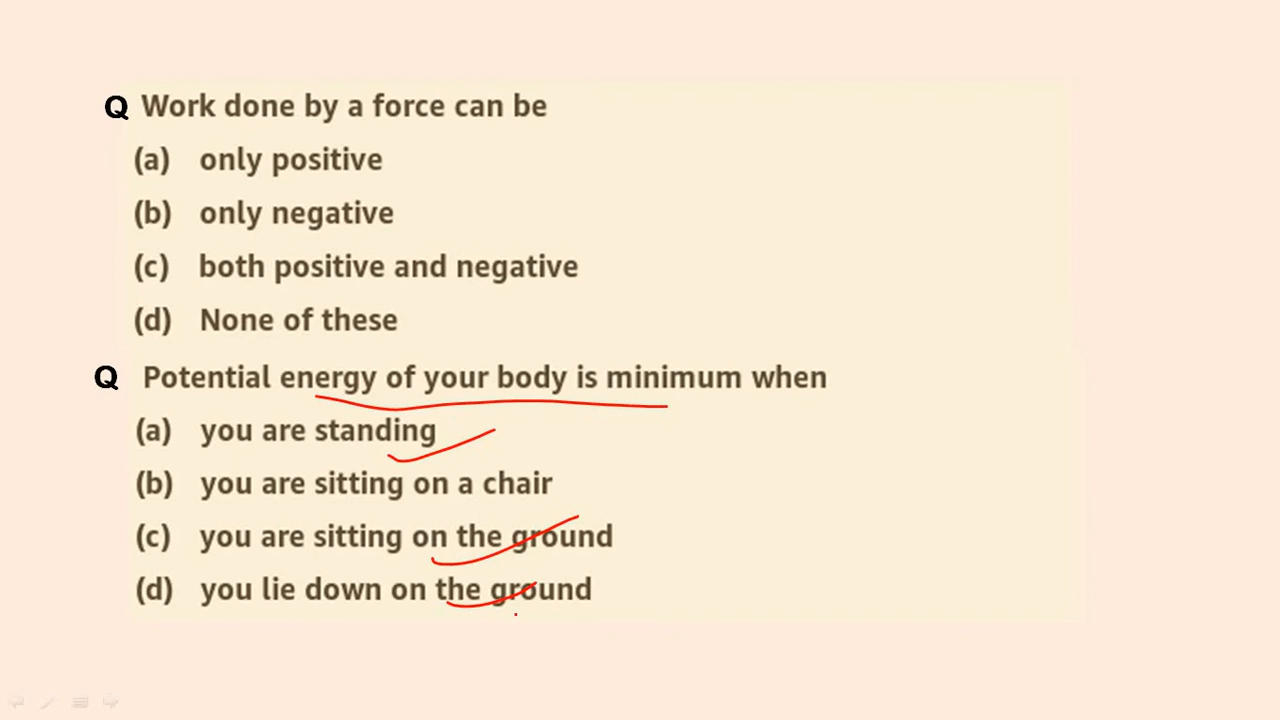 Q Work done by a force can be
(a) only positive
(b) only negative
(c) both positive and negative
(d) None of these
Q Potential energy of your body is minimum when
(a) you are standing
(b) you are sitting on a chair
(c) you are sitting on the ground
(d) you lie down on the ground